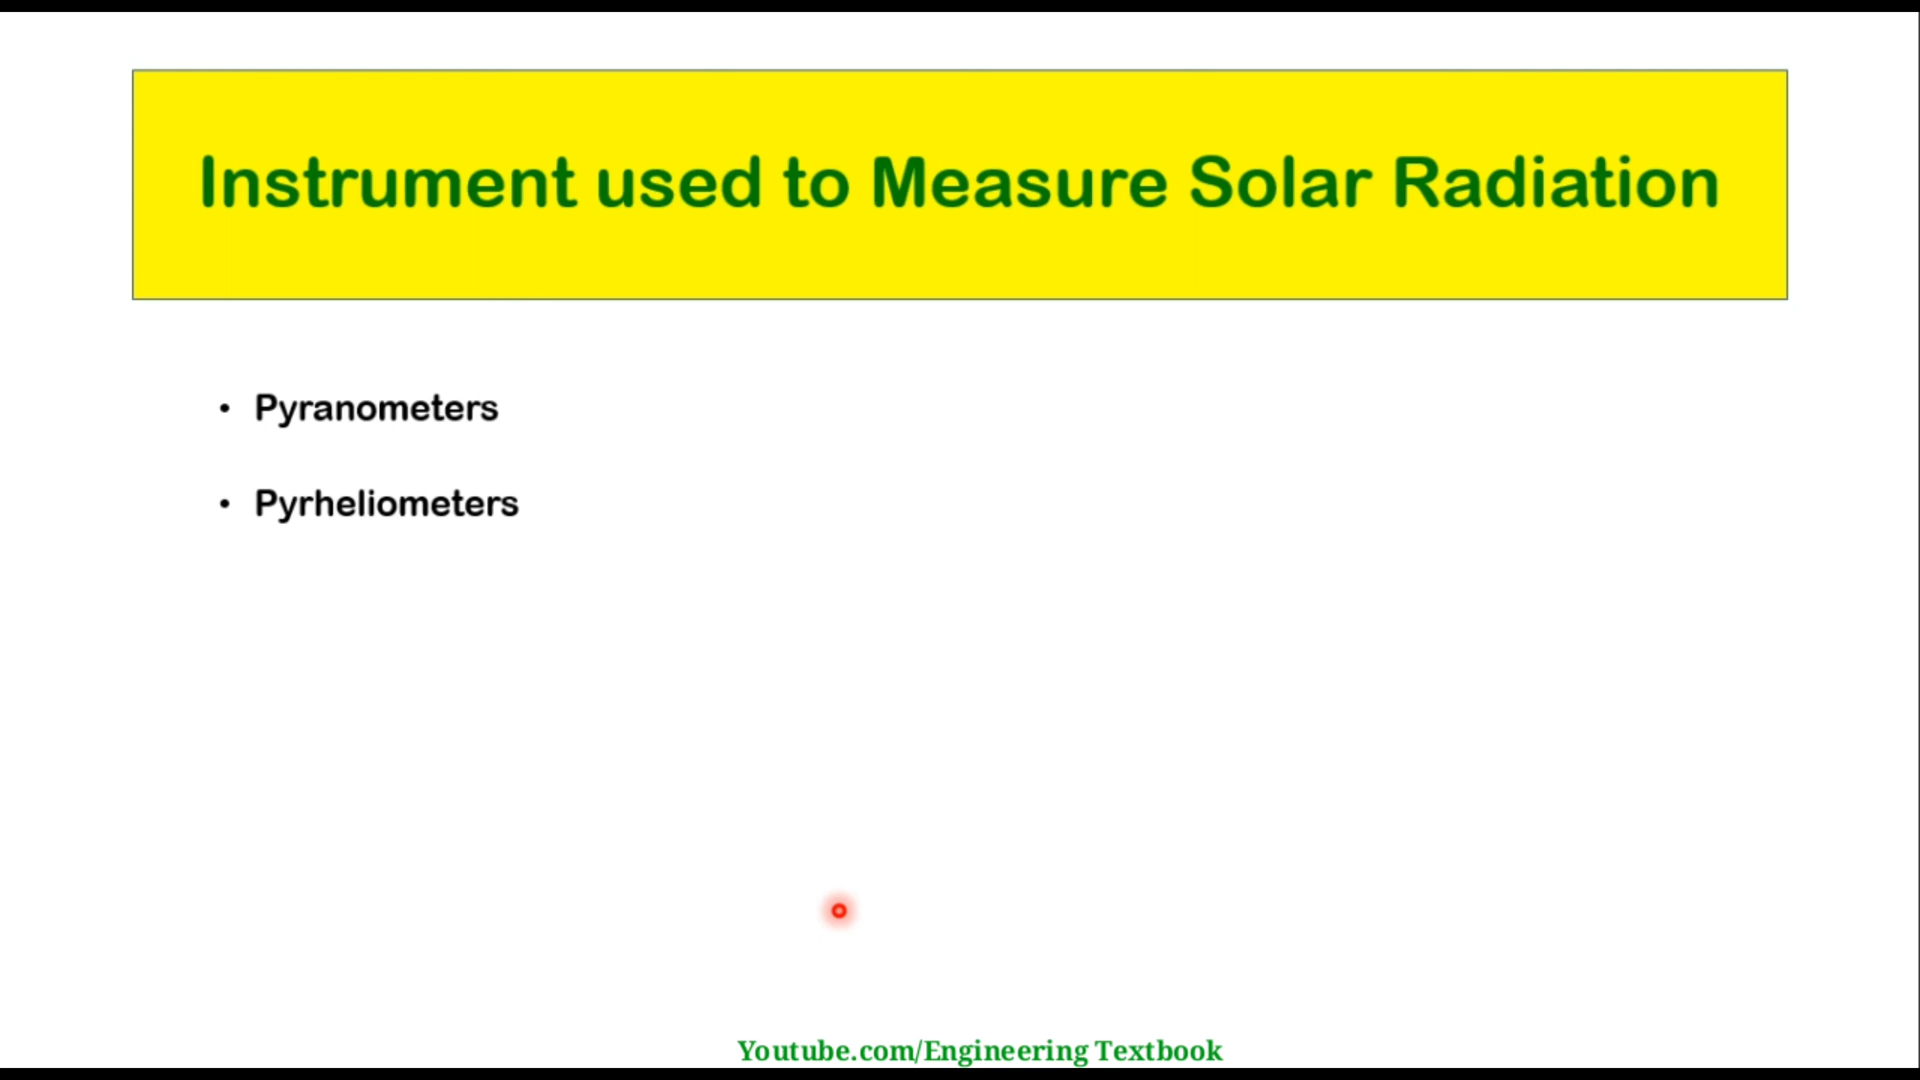 Instrument used to Measure Solar Radiation
• Pyranometers
• Pyrheliometers
Youtube.com/Engineering Textbook